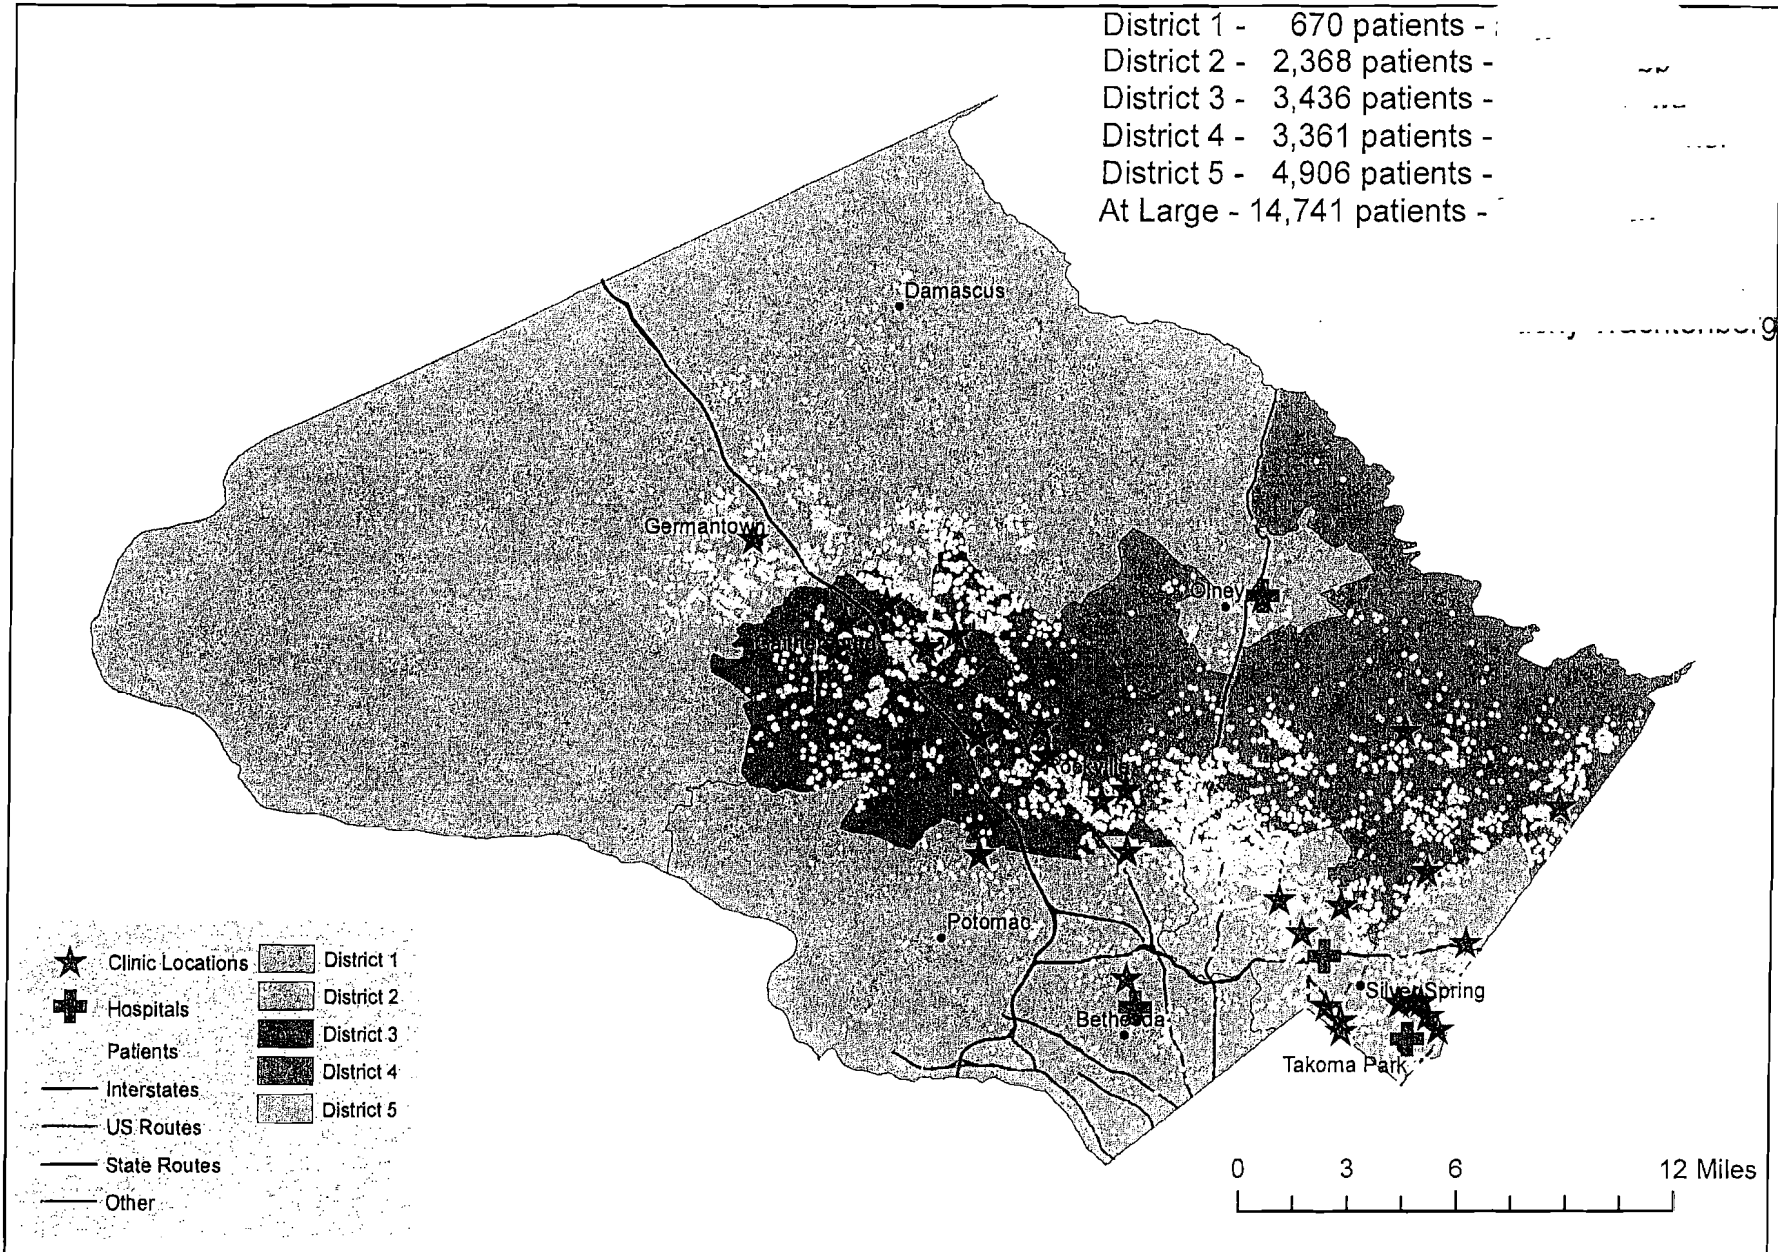 District 1 - 670 patients -
District 2 - 2,368 patients -
District 3 - 3,436 patients -
District 4 - 3,361 patients -
District 5 - 4,906 patients -
At Large - 14,741 patients -
Damascus
Germantown
Olney
Rockville
Potomac
Silver Spring
Bethesda
Takoma Park
Clinic Locations
Hospitals
Patients
Interstates
US Routes
State Routes
Other
District 1
District 2
District 3
District 4
District 5
0 3 6 12 Miles